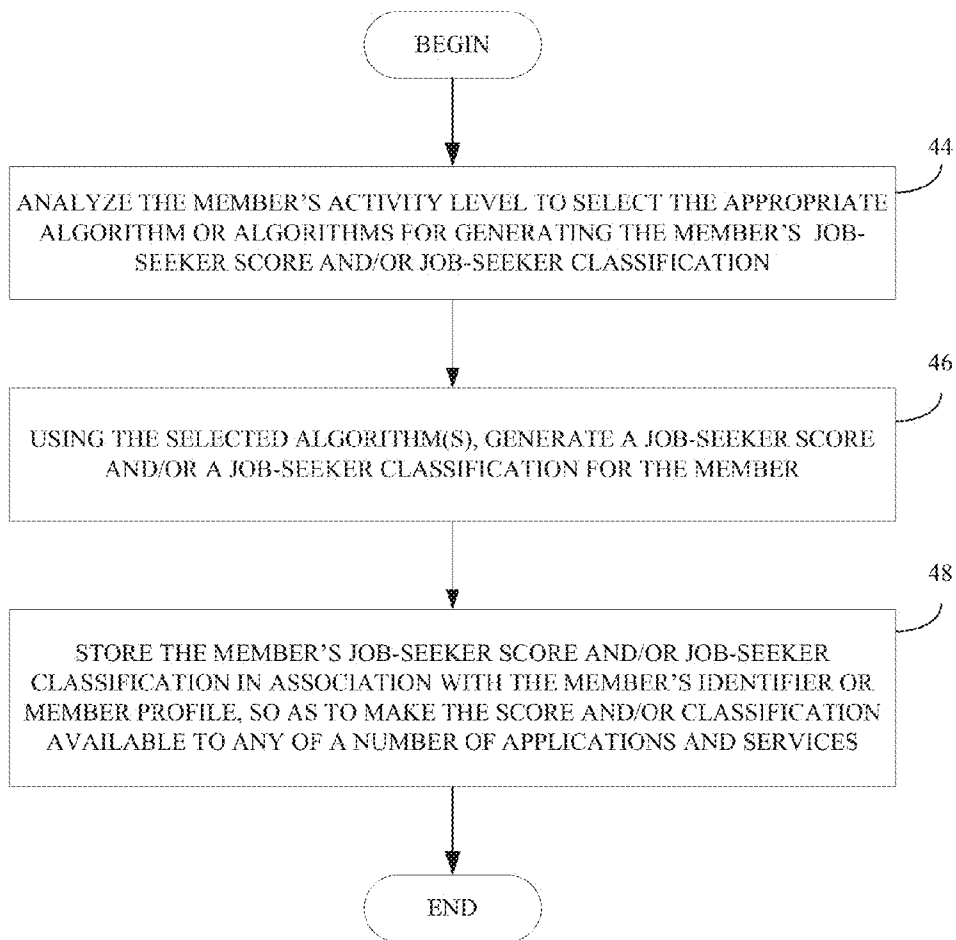 BEGIN
44
ANALYZE THE MEMBER'S ACTIVITY LEVEL TO SELECT THE APPROPRIATE
ALGORITHM OR ALGORITHMS FOR GENERATING THE MEMBER'S JOB-
SEEKER SCORE AND/OR JOB-SEEKER CLASSIFICATION
46
USING THE SELECTED ALGORITHM(S), GENERATE A JOB-SEEKER SCORE
AND/OR A JOB-SEEKER CLASSIFICATION FOR THE MEMBER
48
STORE THE MEMBER'S JOB-SEEKER SCORE AND/OR JOB-SEEKER
CLASSIFICATION IN ASSOCIATION WITH THE MEMBER'S IDENTIFIER OR
MEMBER PROFILE, SO AS TO MAKE THE SCORE AND/OR CLASSIFICATION
AVAILABLE TO ANY OF A NUMBER OF APPLICATIONS AND SERVICES
END